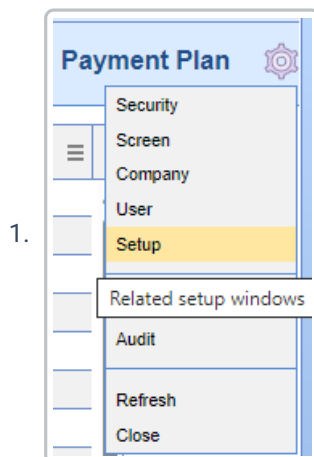 Payment Plan
Security
Screen
Company
User
1.
Setup
Related setup windows
Audit
Refresh
Close